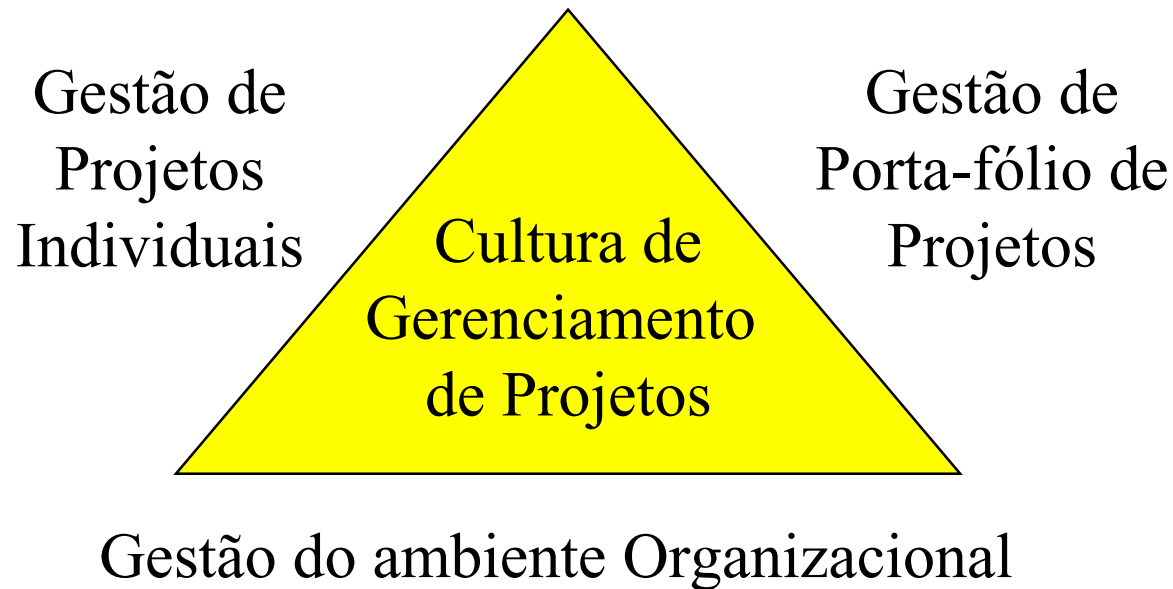 Gestão de
Projetos
Individuais
Gestão de
Porta-fólio de
Projetos
Cultura de
Gerenciamento
de Projetos
Gestão do ambiente Organizacional